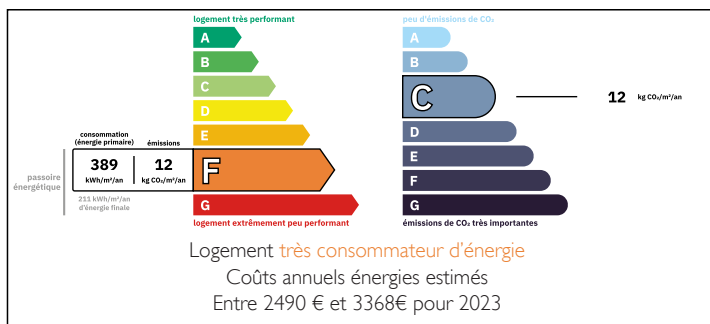 logement très performant
A
B
C
D
E
consommation
(énergie primaire)
émissions
389
kWh/m²/an
12
kg CO₂/m²/an
F
passoire
énergétique
211 kWh/m²/an
d'énergie finale
G
logement extrêmement peu performant
peu d'émissions de CO₂
A
B
C
12 kg CO₂/m²/an
D
E
F
G
émissions de CO₂ très importantes
Logement très consommateur d'énergie
Coûts annuels énergies estimés
Entre 2490 € et 3368€ pour 2023